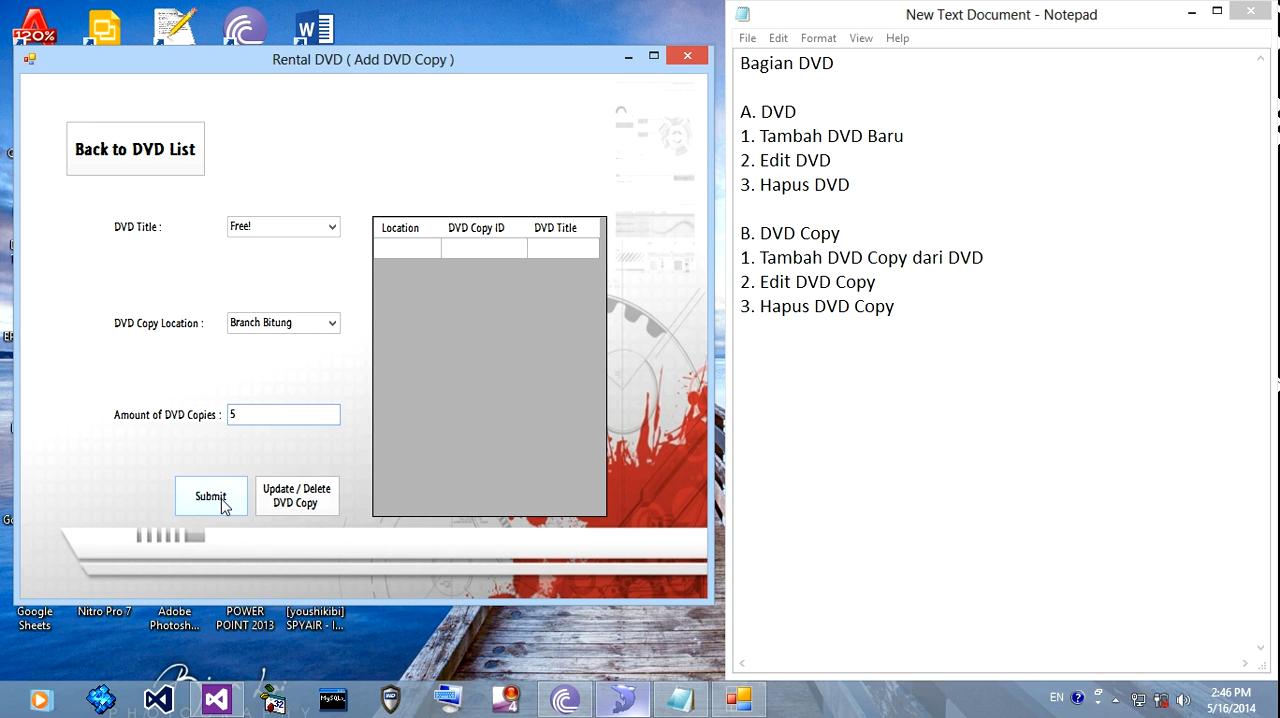 120%
New Text Document - Notepad
File Edit Format View Help
Rental DVD ( Add DVD Copy )
Bagian DVD
A. DVD
1. Tambah DVD Baru
2. Edit DVD
3. Hapus DVD
B. DVD Copy
1. Tambah DVD Copy dari DVD
2. Edit DVD Copy
3. Hapus DVD Copy
Back to DVD List
DVD Title : Free!
DVD Copy Location : Branch Bitung
Amount of DVD Copies : 5
Submit
Update / Delete
DVD Copy
Location DVD Copy ID DVD Title
Google
Sheets
Nitro Pro 7
Adobe
Photosh...
POWER
POINT 2013
[youshikibi]
SPYAIR - I...
PHOTOGRAPHY
EN
2:46 PM
5/16/2014